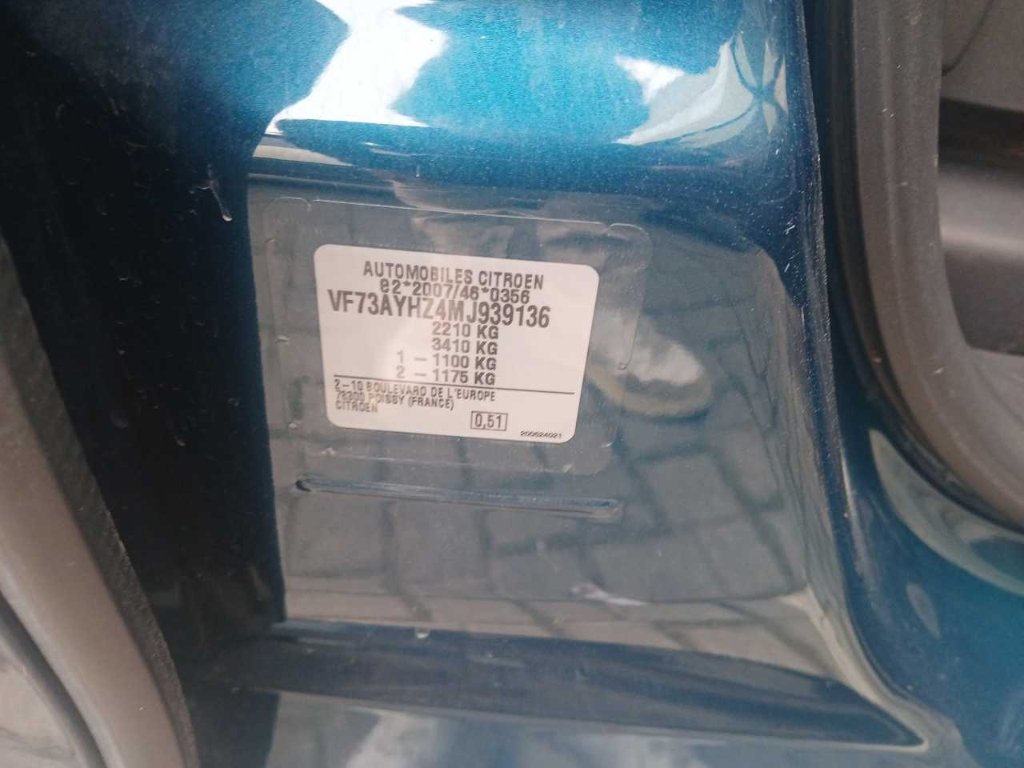 AUTOMOBILES CITROEN
e2*2007/46*0356
VF73AYHZ4MJ939136
2210 KG
3410 KG
1 - 1100 KG
2 - 1175 KG
2-10 BOULEVARD DE L'EUROPE
78300 POISSY (FRANCE)
CITROEN
0,51
200624021